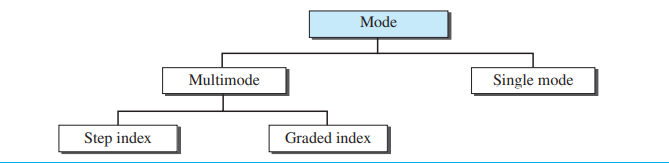 Mode
Multimode
Single mode
Step index
Graded index